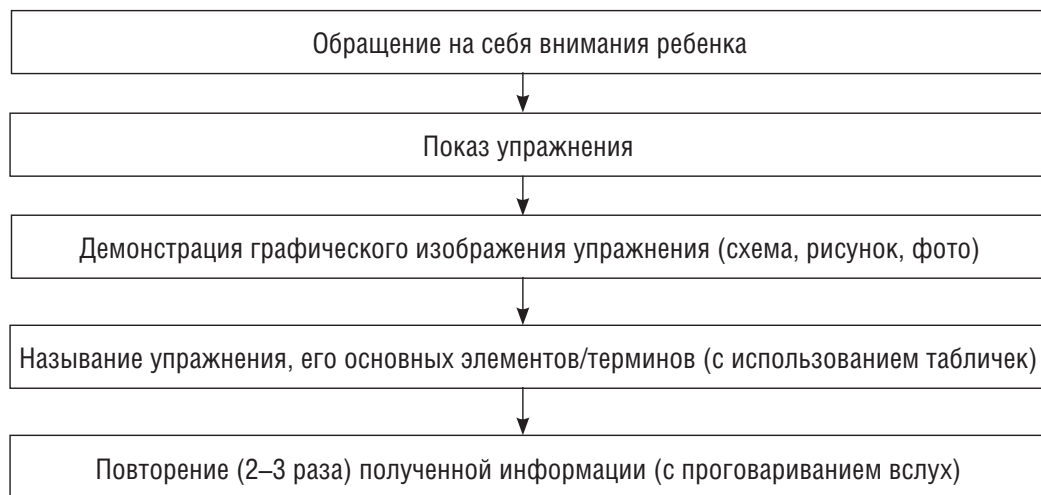 Обращение на себя внимания ребенка
Показ упражнения
Демонстрация графического изображения упражнения (схема, рисунок, фото)
Называние упражнения, его основных элементов/терминов (с использованием табличек)
Повторение (2–3 раза) полученной информации (с проговариванием вслух)